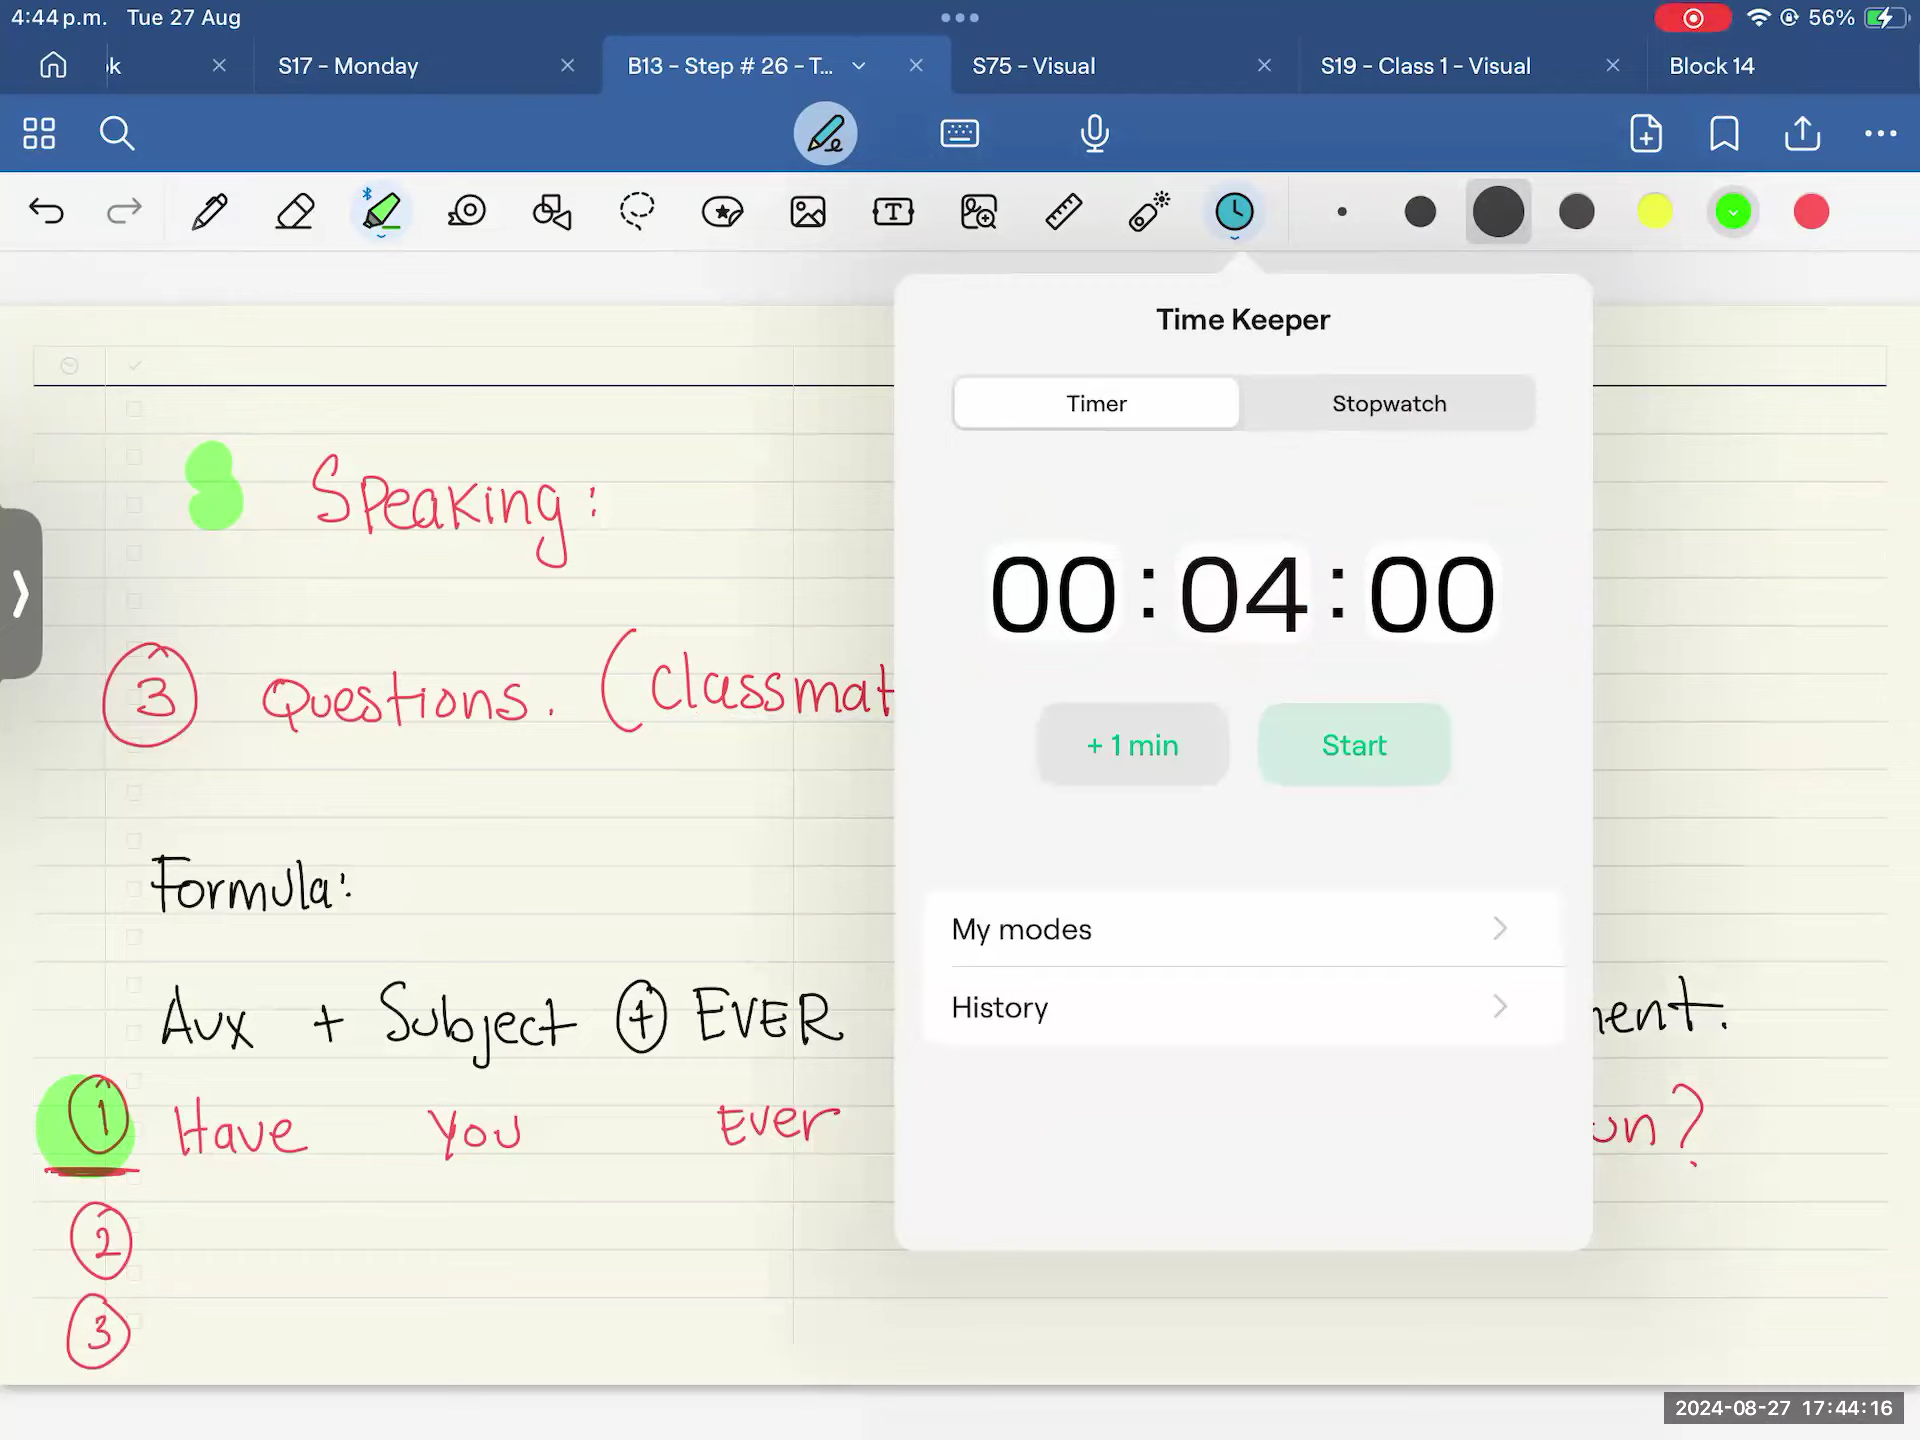 4:44 p.m. Tue 27 Aug
56%
k
S17 - Monday
B13 - Step # 26 - T...
S75 - Visual
S19 - Class 1 - Visual
Block 14
Time Keeper
Timer
Stopwatch
00:04:00
+ 1 min
Start
My modes
History
Speaking:
3 Questions. (Classmat
Formula:
Aux + Subject + EVER ment.
1 Have You Ever un?
2
3
2024-08-27 17:44:16